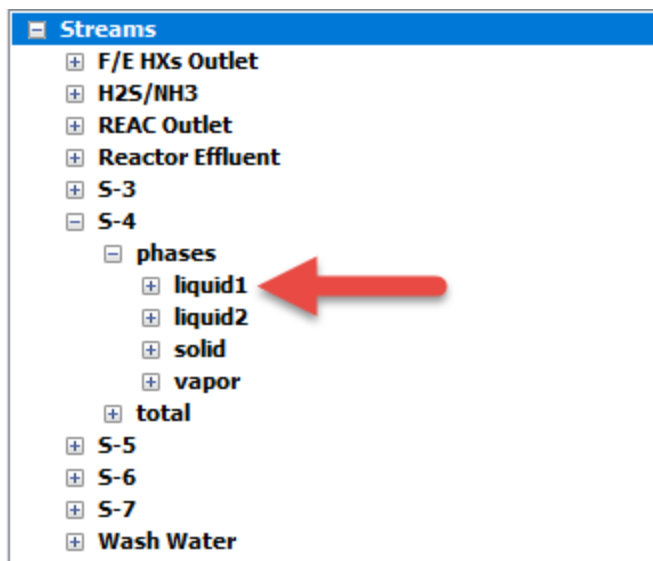 Streams
F/E HXs Outlet
H2S/NH3
REAC Outlet
Reactor Effluent
S-3
S-4
phases
liquid1
liquid2
solid
vapor
total
S-5
S-6
S-7
Wash Water